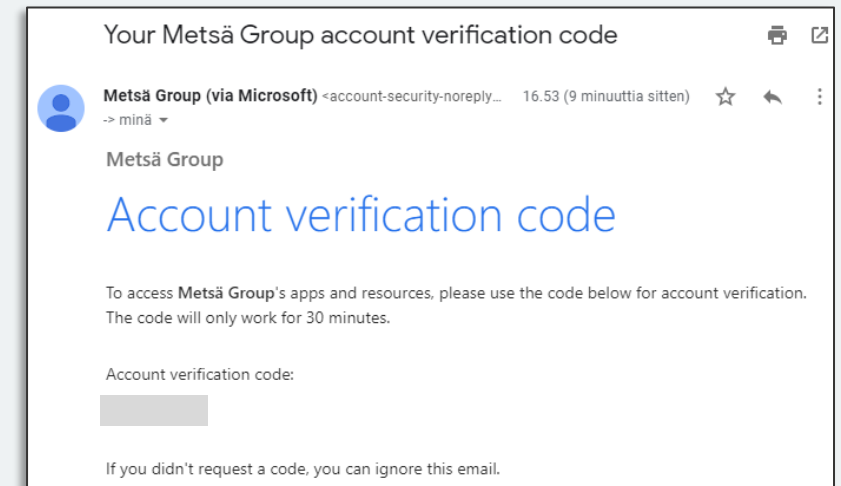 Your Metsä Group account verification code
Metsä Group (via Microsoft) <account-security-noreply... 16.53 (9 minuuttia sitten)
-> minä
Metsä Group
Account verification code
To access Metsä Group's apps and resources, please use the code below for account verification.
The code will only work for 30 minutes.
Account verification code:
If you didn't request a code, you can ignore this email.